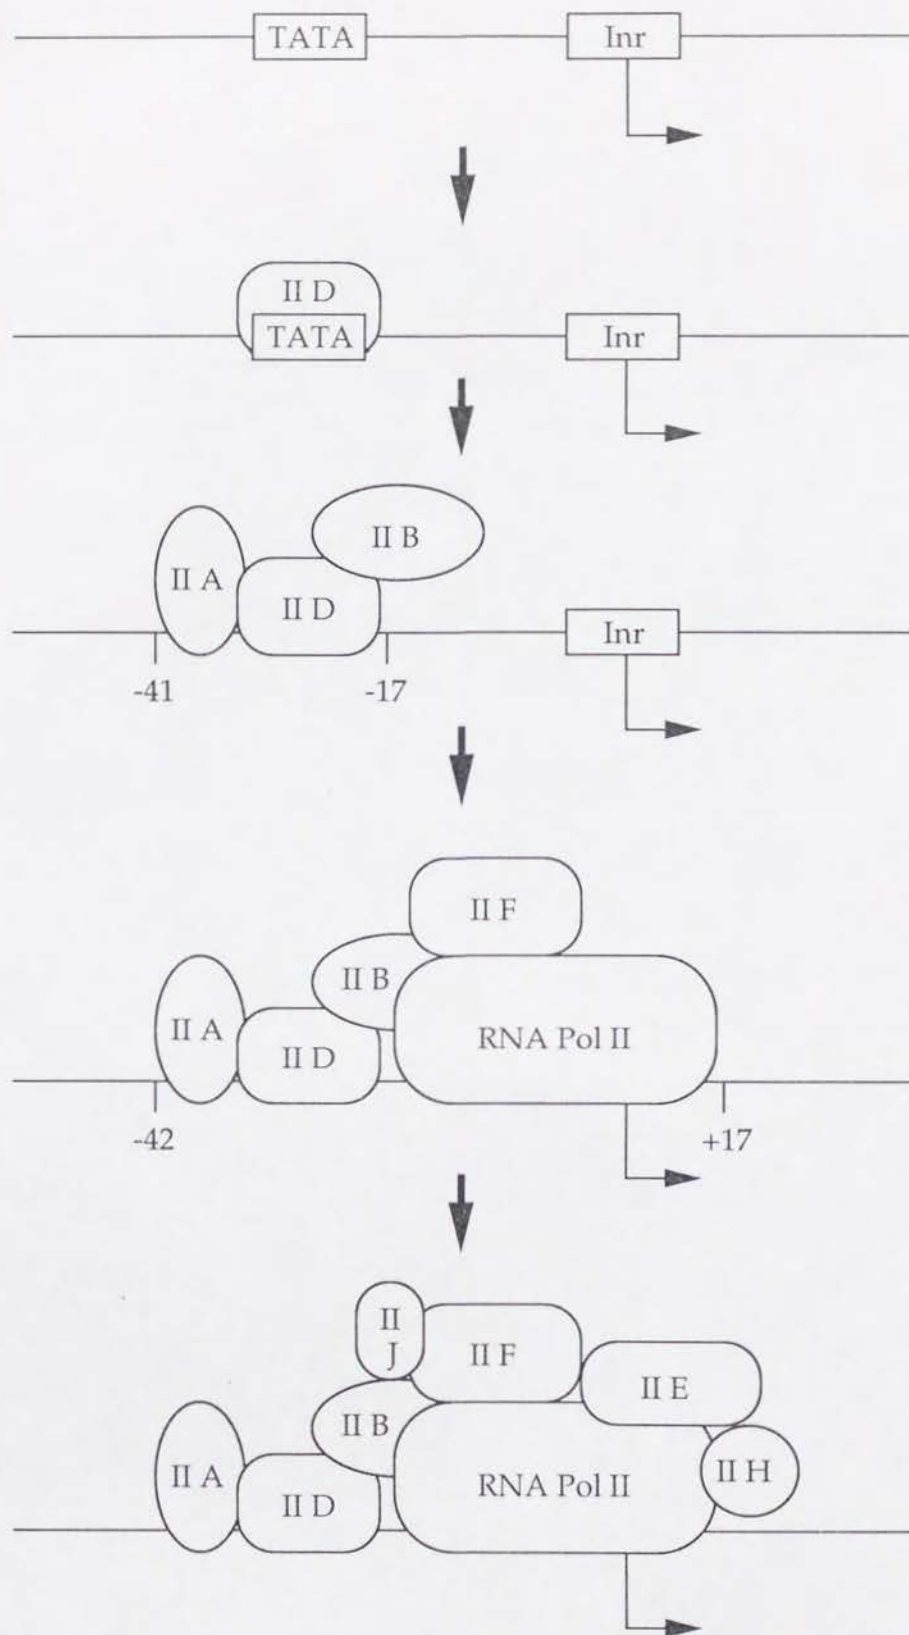 TATA Inr
II D
TATA Inr
II B
II A
II D
Inr
-41 -17
II F
II B
II A
II D
RNA Pol II
-42 +17
II
J
II F
II E
II B
II A
II D
RNA Pol II
II H